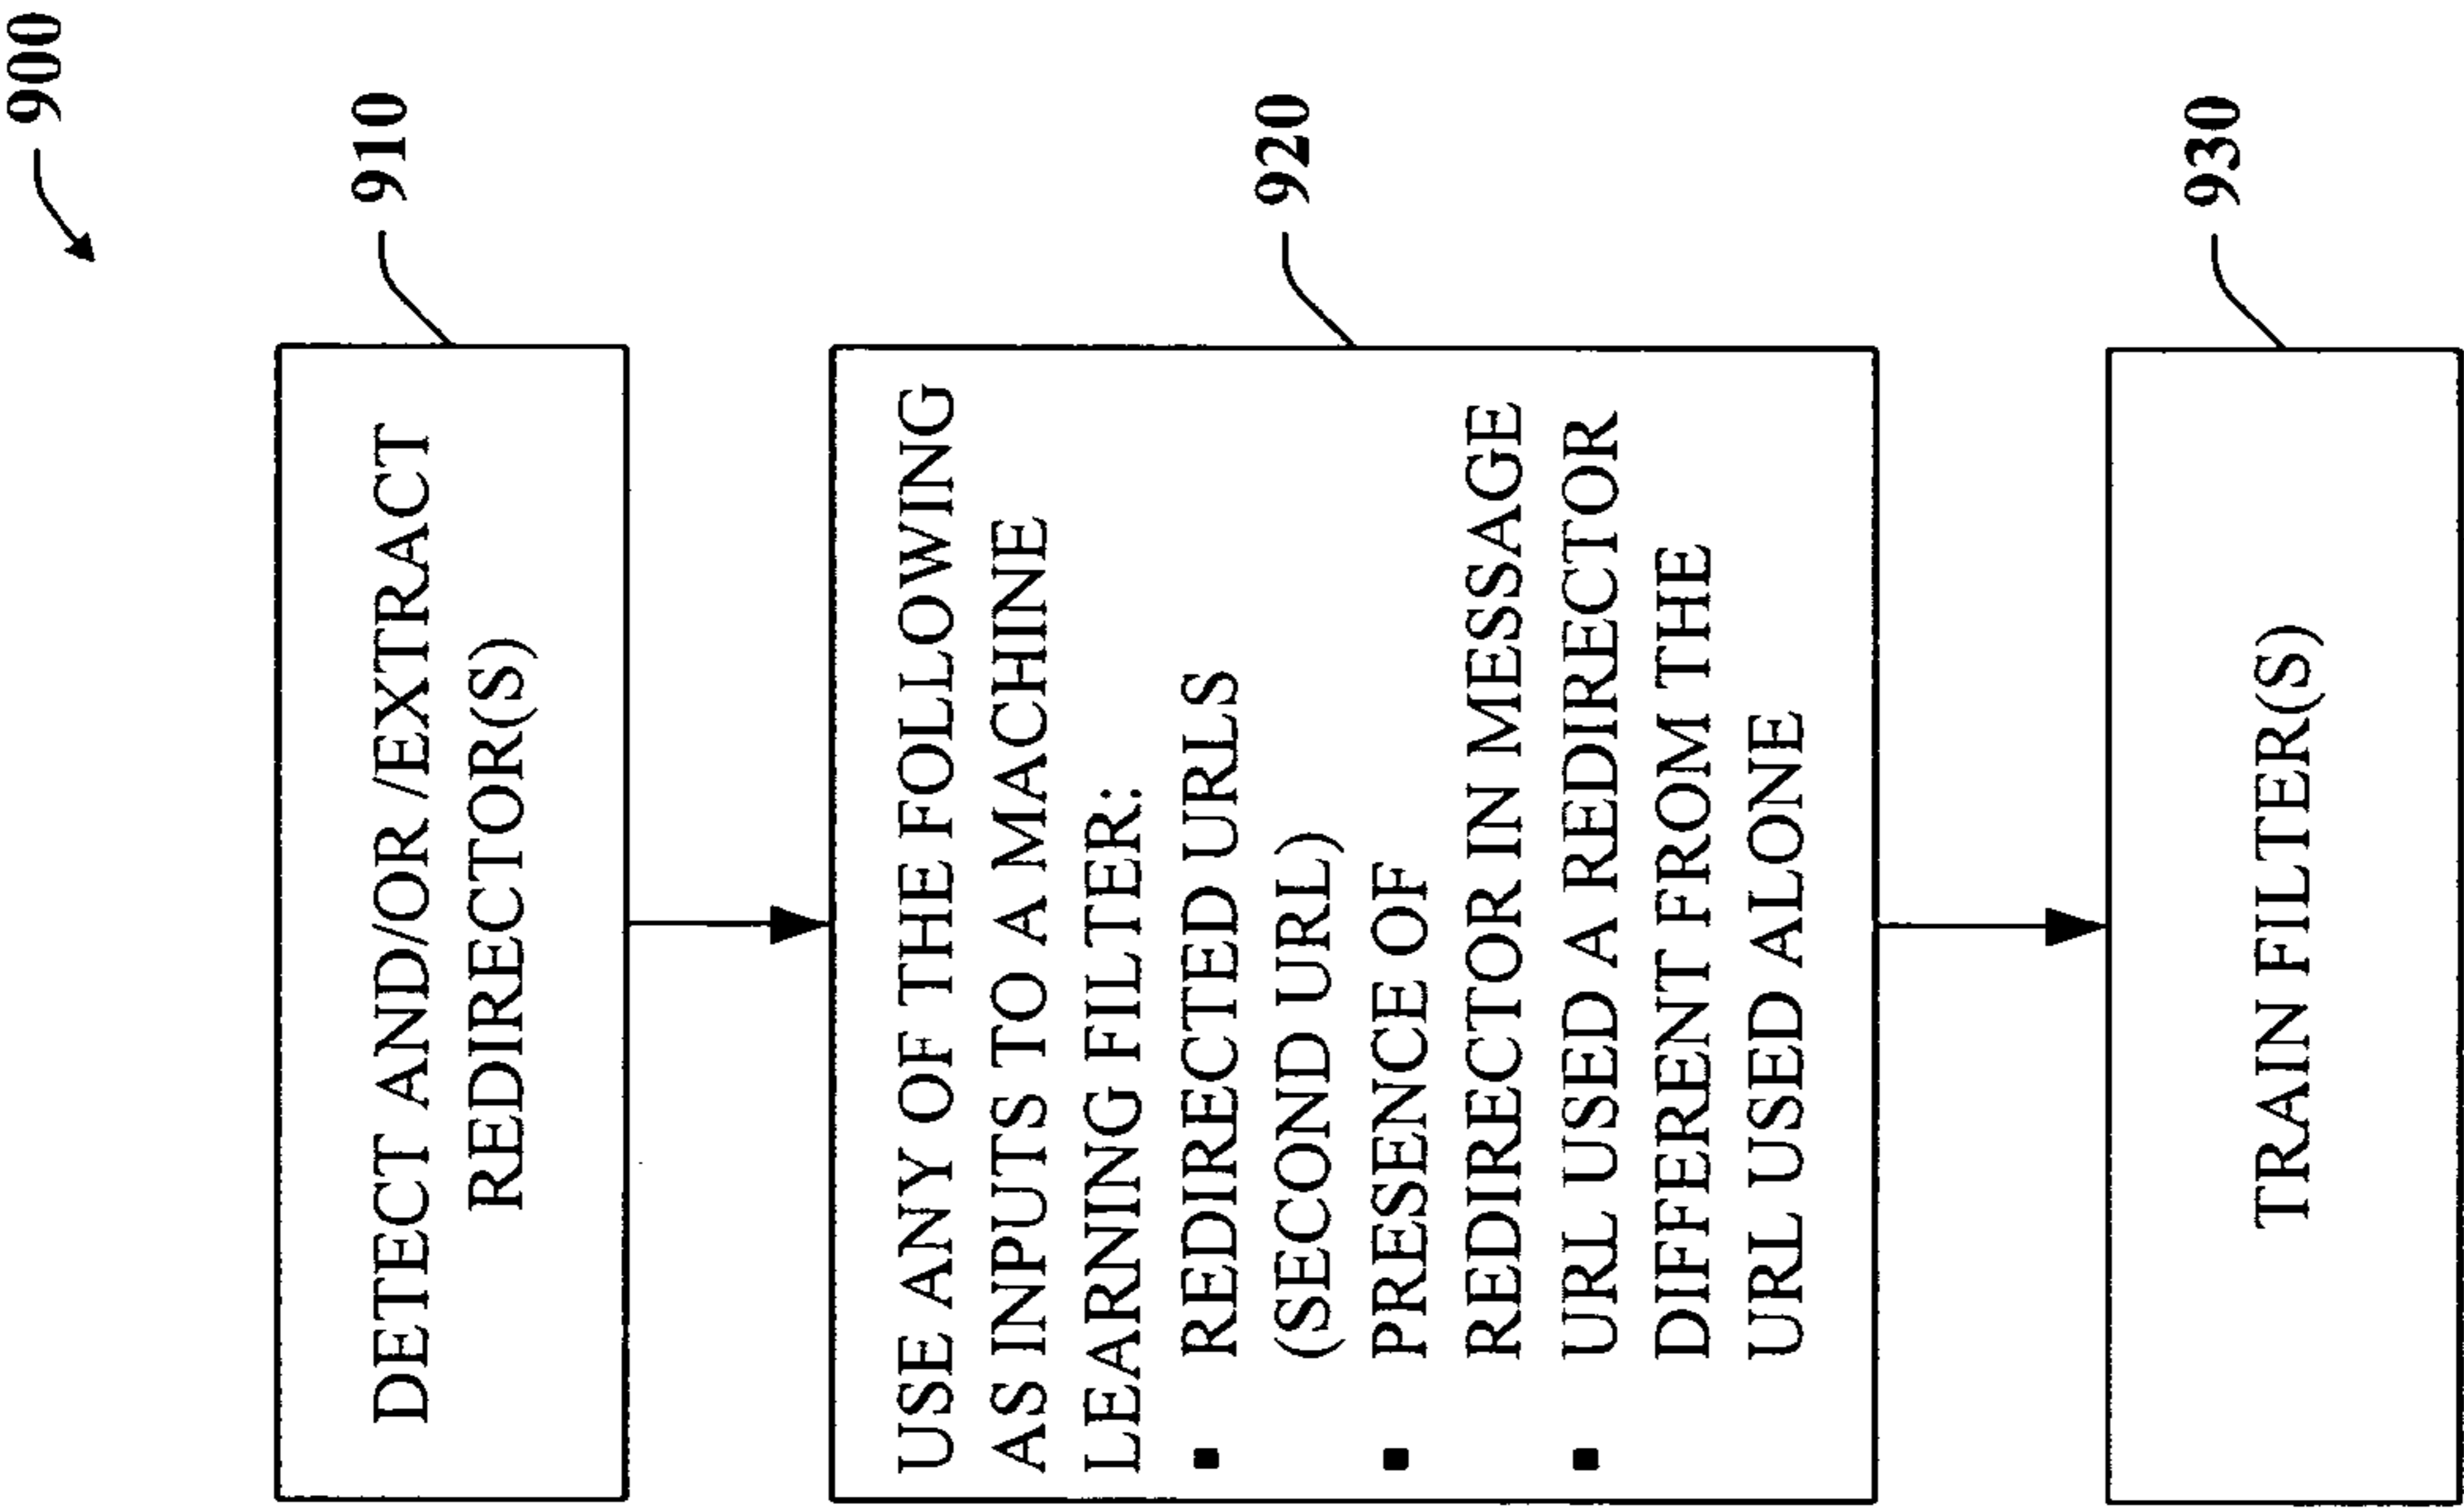 900
910
DETECT AND/OR /EXTRACT
REDIRECTOR(S)
920
USE ANY OF THE FOLLOWING
AS INPUTS TO A MACHINE
LEARNING FILTER:
▪ REDIRECTED URLS
(SECOND URL)
▪ PRESENCE OF
REDIRECTOR IN MESSAGE
▪ URL USED A REDIRECTOR
DIFFERENT FROM THE
URL USED ALONE
930
TRAIN FILTER(S)